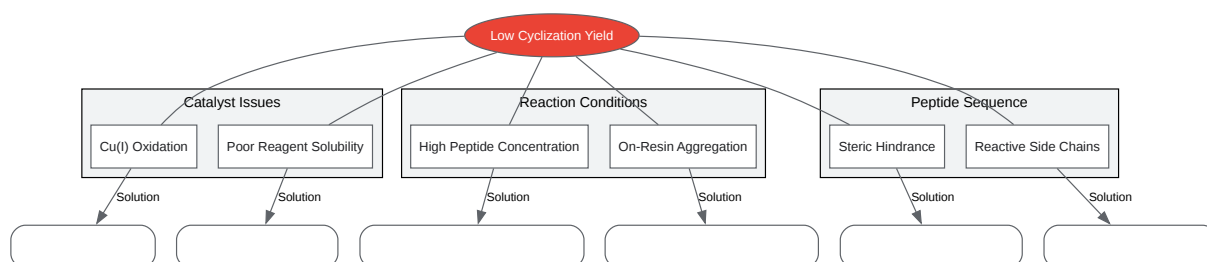 Low Cyclization Yield
Catalyst Issues
Reaction Conditions
Peptide Sequence
Cu(I) Oxidation
Poor Reagent Solubility
High Peptide Concentration
On-Resin Aggregation
Steric Hindrance
Reactive Side Chains
Solution
Solution
Solution
Solution
Solution
Solution